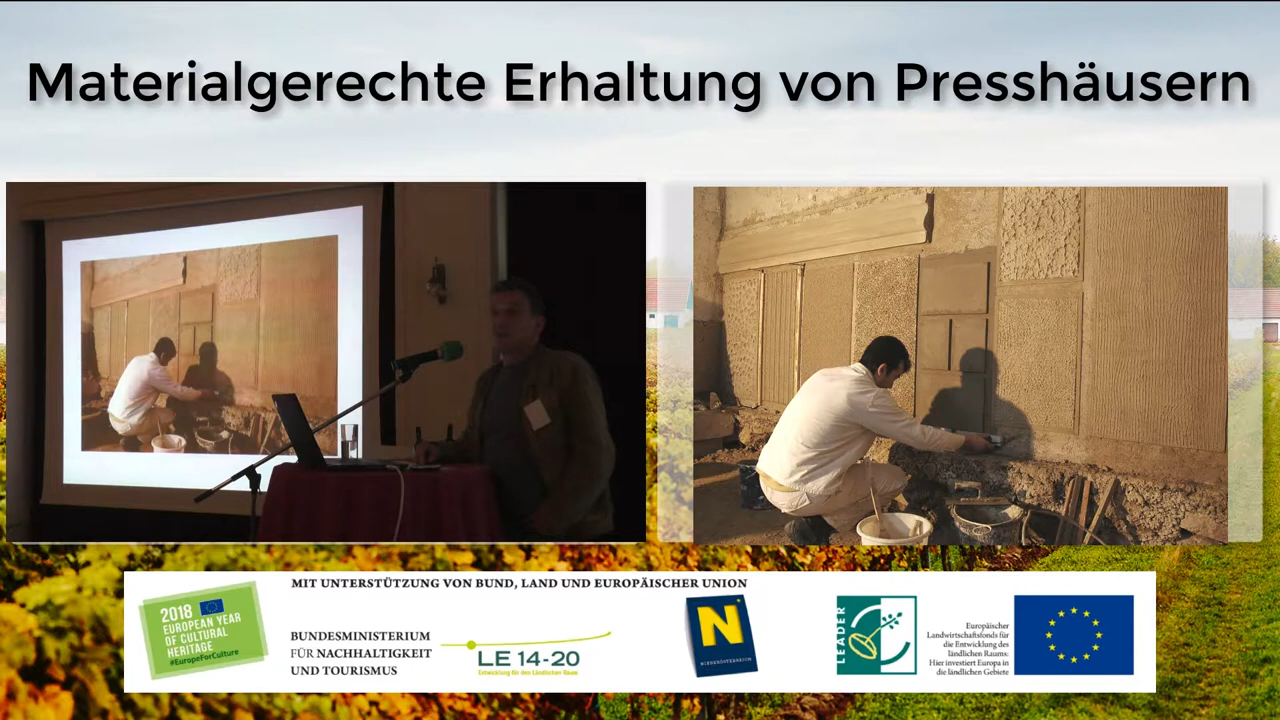 Materialgerechte Erhaltung von Presshäusern
MIT UNTERSTÜTZUNG VON BUND, LAND UND EUROPÄISCHER UNION
2018
EUROPEAN YEAR
OF CULTURAL
HERITAGE
#EuropeForCulture
BUNDESMINISTERIUM
FÜR NACHHALTIGKEIT
UND TOURISMUS
LE 14-20
Entwicklung für den Ländlichen Raum
N
NIEDERÖSTERREICH
LEADER
Europäischer
Landwirtschaftsfonds für
die Entwicklung des
ländlichen Raums:
Hier investiert Europa in
die ländlichen Gebiete